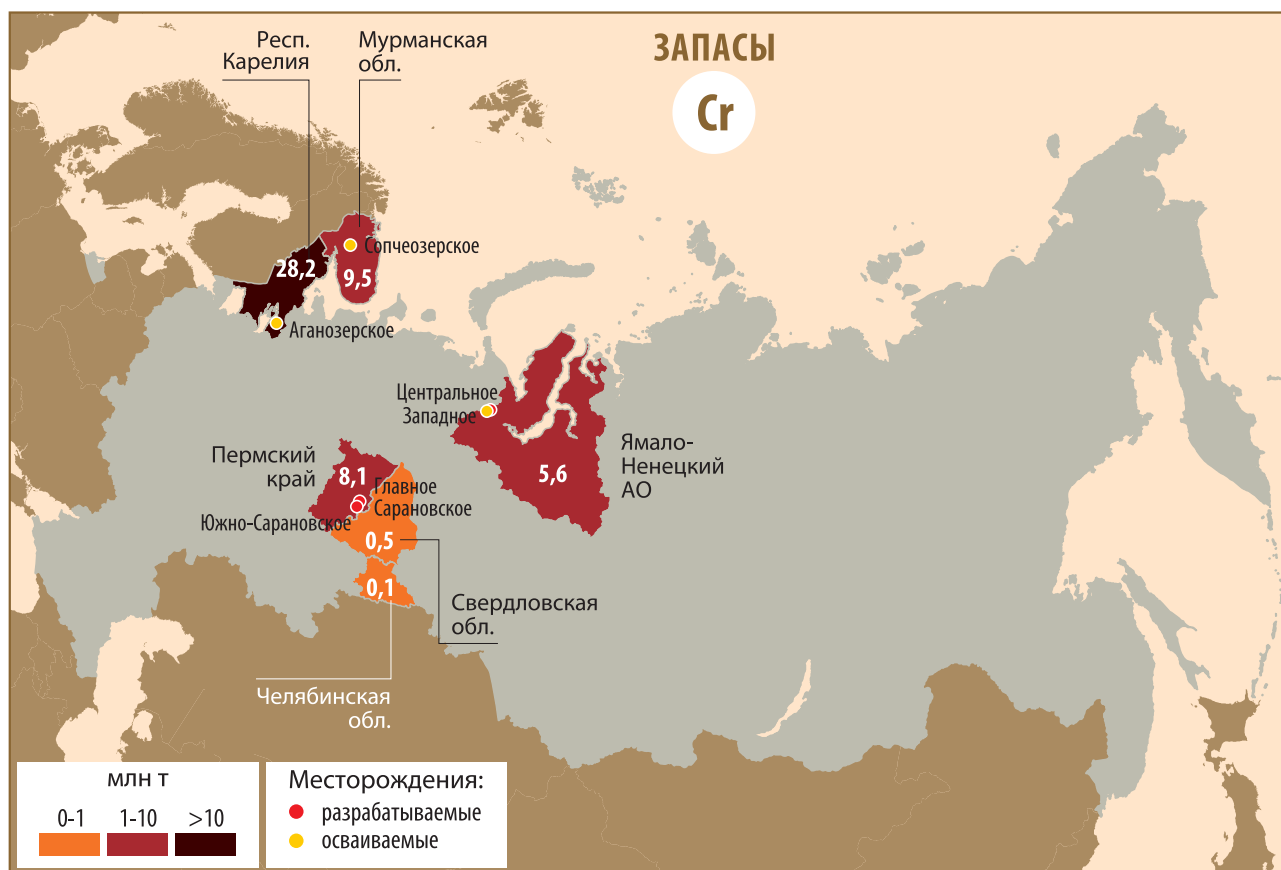 ЗАПАСЫ
Cr
Респ.
Карелия
Мурманская
обл.
Сопчеозерское
28,2
9,5
Аганозерское
Центральное
Западное
Ямало-
Ненецкий
АО
5,6
Пермский
край
8,1
Главное
Сарановское
Южно-Сарановское
0,5
0,1
Свердловская
обл.
Челябинская
обл.
млн т
0-1
1-10
>10
Месторождения:
разрабатываемые
осваиваемые